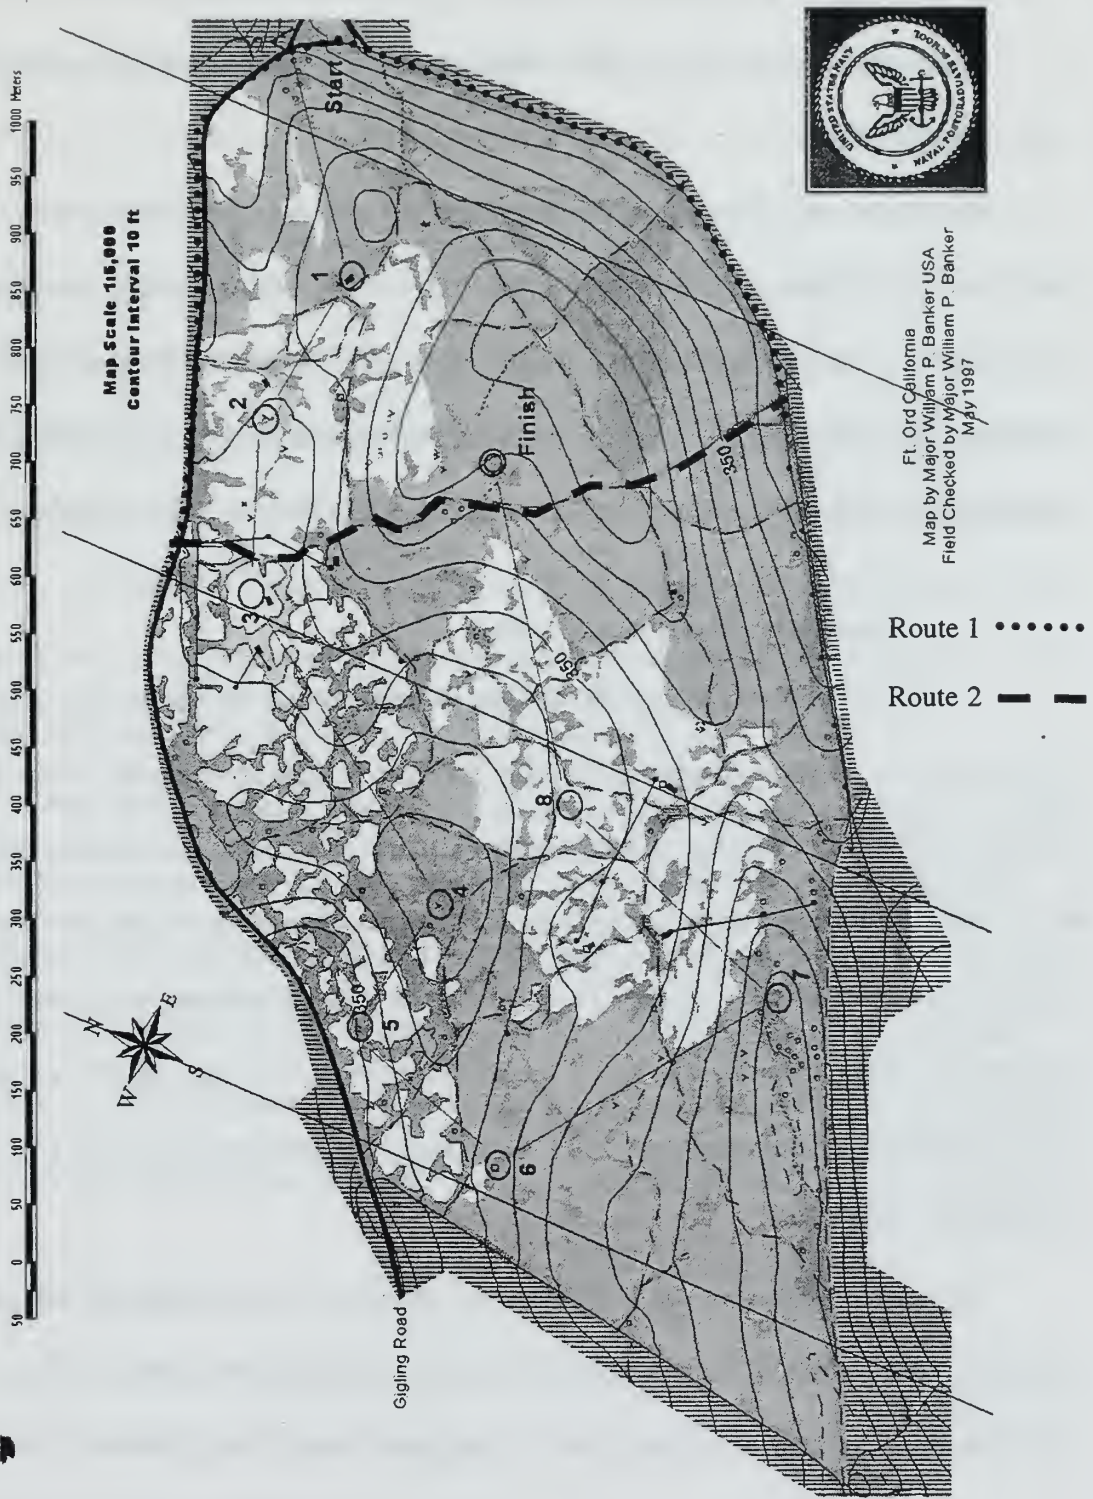 50 0 50 100 150 200 250 300 350 400 450 500 550 600 650 700 750 800 850 900 950 1000 Meters
Map Scale 1:5,000
Contour Interval 10 ft
N
E
S
W
Start
1
2
3
4
5
6
7
8
Finish
350
350
350
Gigling Road
UNITED STATES NAVY
NAVAL POSTGRADUATE SCHOOL
Ft. Ord California
Map by Major William P. Banker USA
Field Checked by Major William P. Banker
May 1997
Route 1
Route 2